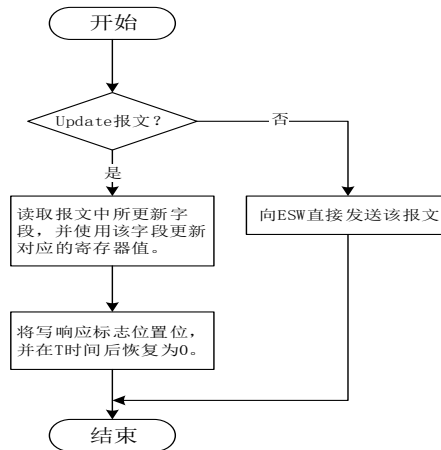 开始
Update报文？
否
是
读取报文中所更新字
段，并使用该字段更新
对应的寄存器值。
向ESW直接发送该报文
将写响应标志位置位，
并在T时间后恢复为0。
结束